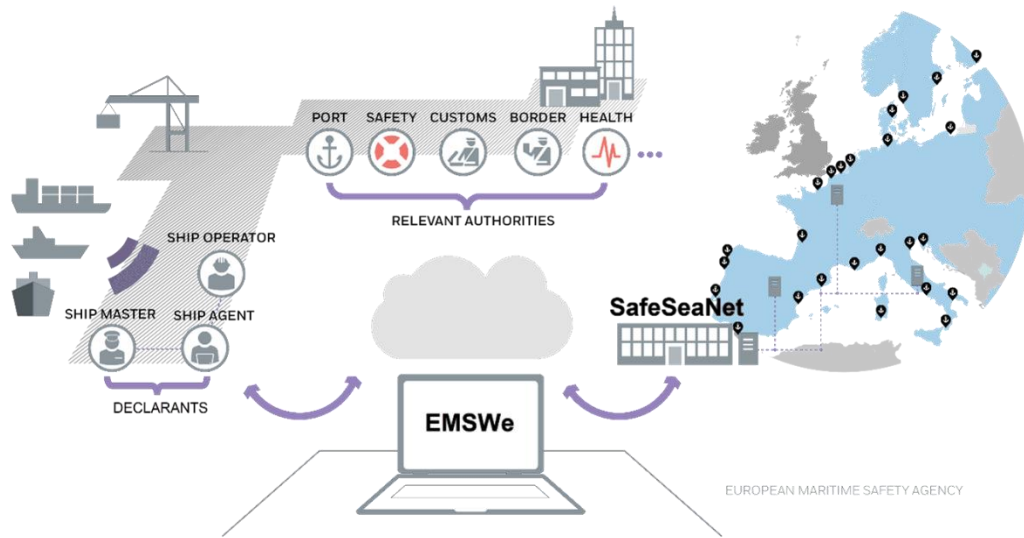 PORT SAFETY CUSTOMS BORDER HEALTH
RELEVANT AUTHORITIES
SHIP OPERATOR
SHIP MASTER SHIP AGENT
DECLARANTS
SafeSeaNet
EMSWe
EUROPEAN MARITIME SAFETY AGENCY